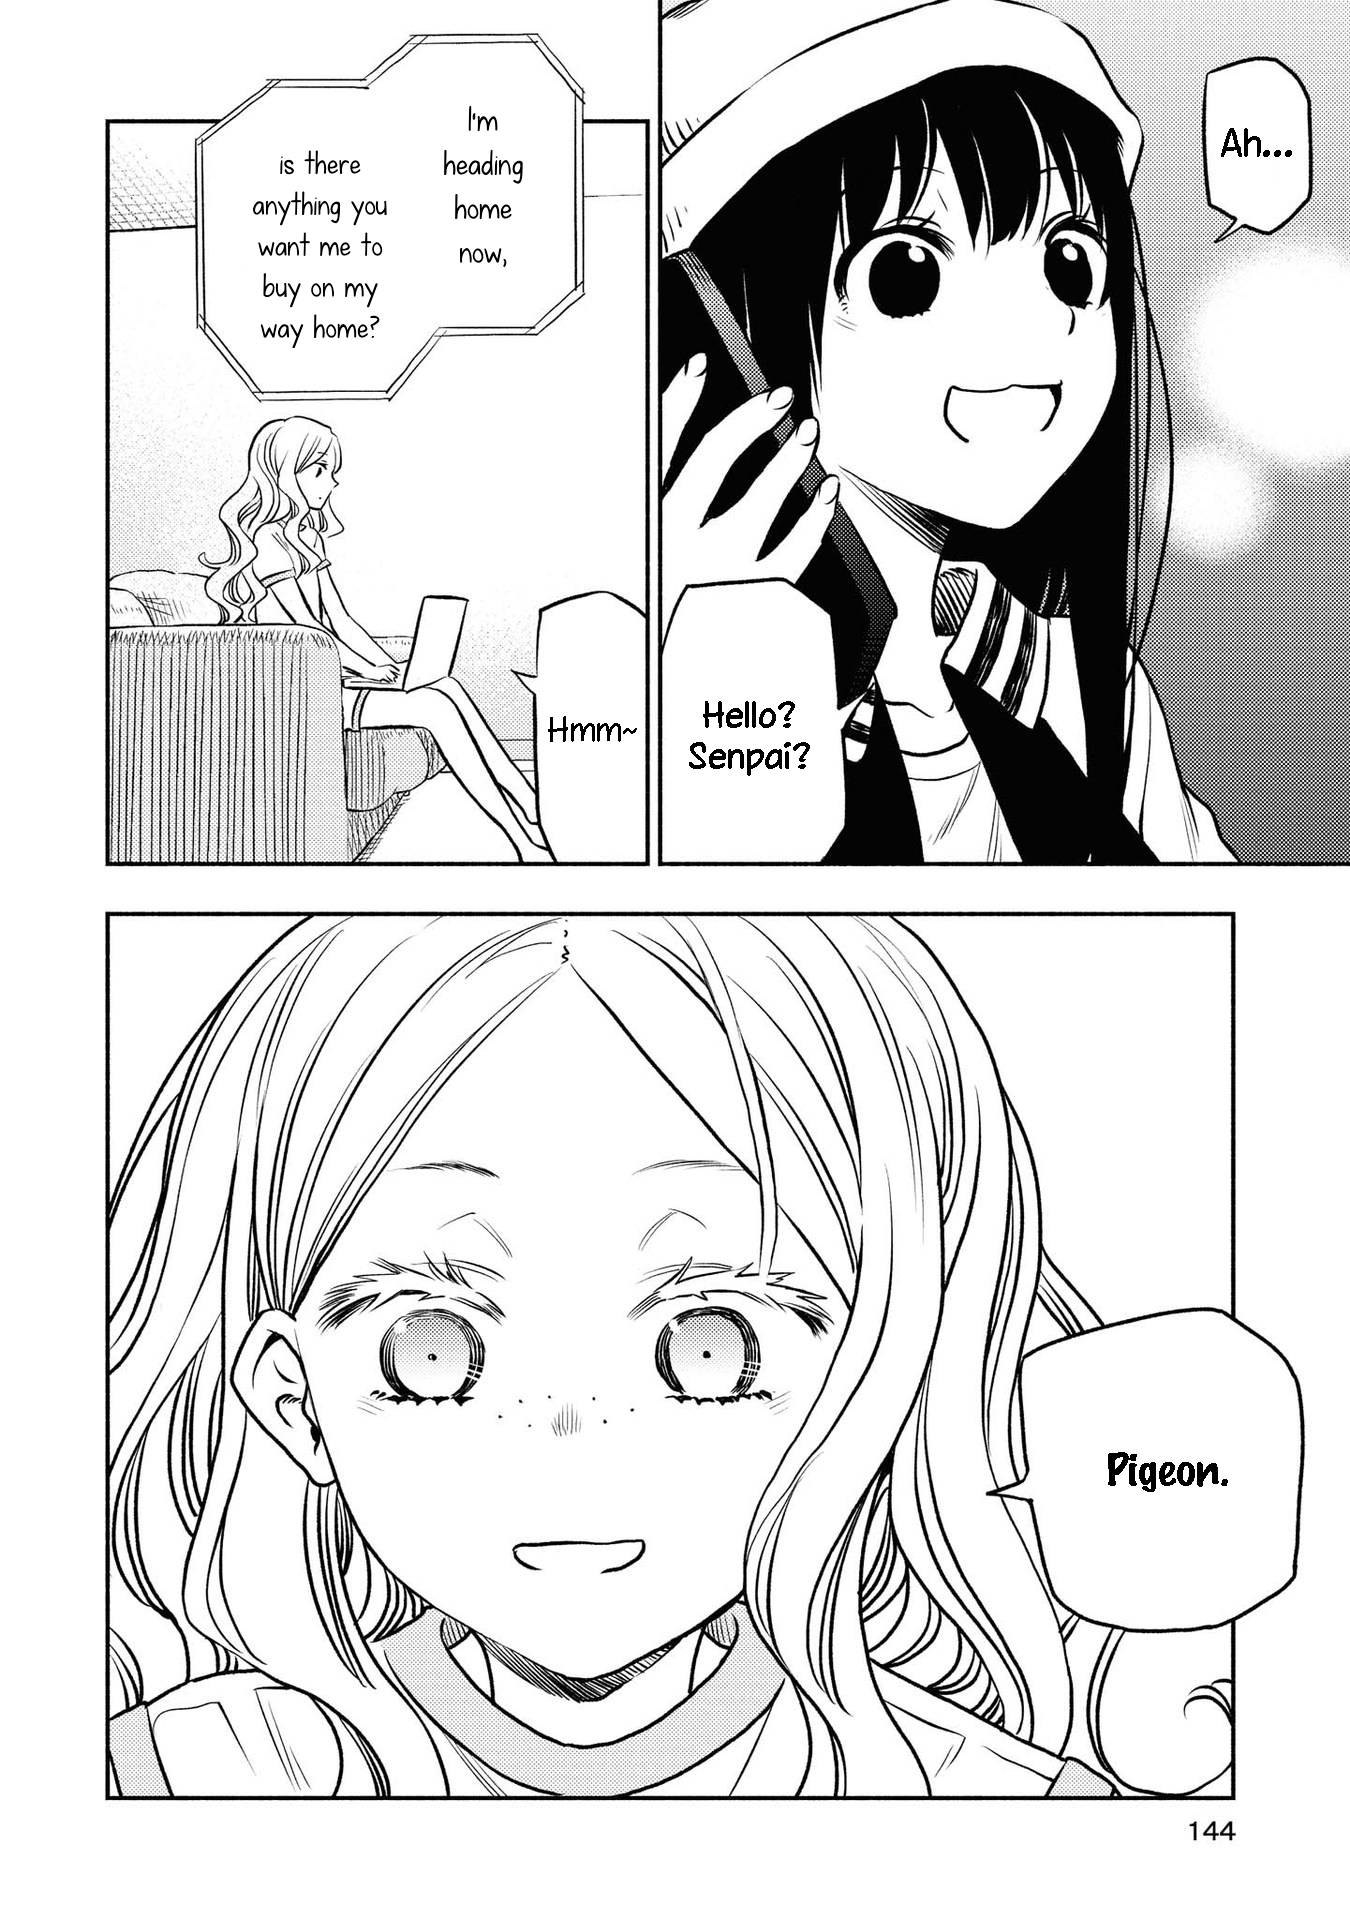 Ah...
Hello?
Senpai?
I'm
heading
home
now,
is there
anything you
want me to
buy on my
way home?
Hmm~
Pigeon.
144